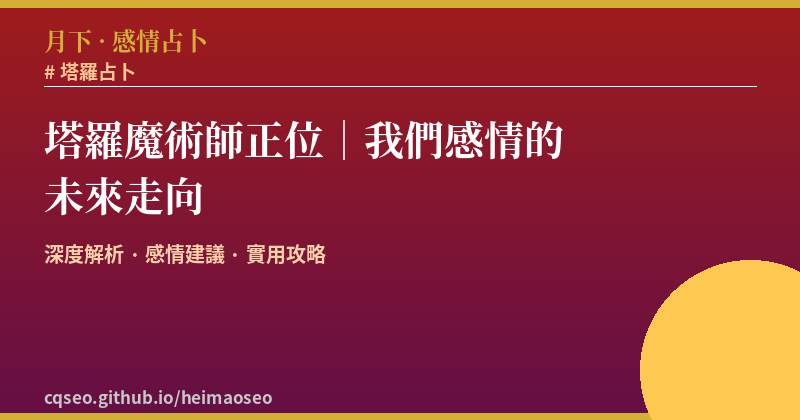 月下 · 感情占卜
# 塔羅占卜
塔羅魔術師正位｜我們感情的
未來走向
深度解析 · 感情建議 · 實用攻略
cqseo.github.io/heimaoseo